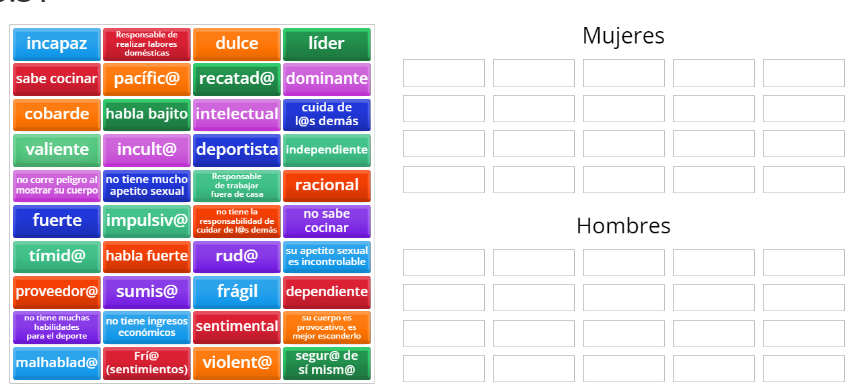 incapaz
Responsable de
realizar labores
domésticas
dulce
líder
sabe cocinar
pacífic@
recatad@
dominante
cobarde
habla bajito
intelectual
cuida de
l@s demás
valiente
incult@
deportista
independiente
no corre peligro al
mostrar su cuerpo
no tiene mucho
apetito sexual
Responsable
de trabajar
fuera de casa
racional
fuerte
impulsiv@
no tiene la
responsabilidad de
cuidar de l@s demás
no sabe
cocinar
tímid@
habla fuerte
rud@
su apetito sexual
es incontrolable
proveedor@
sumis@
frágil
dependiente
no tiene muchas
habilidades
para el deporte
no tiene ingresos
económicos
sentimental
su cuerpo es
provocativo, es
mejor esconderlo
malhablad@
Frí@
(sentimientos)
violent@
segur@ de
sí mism@
Mujeres
Hombres